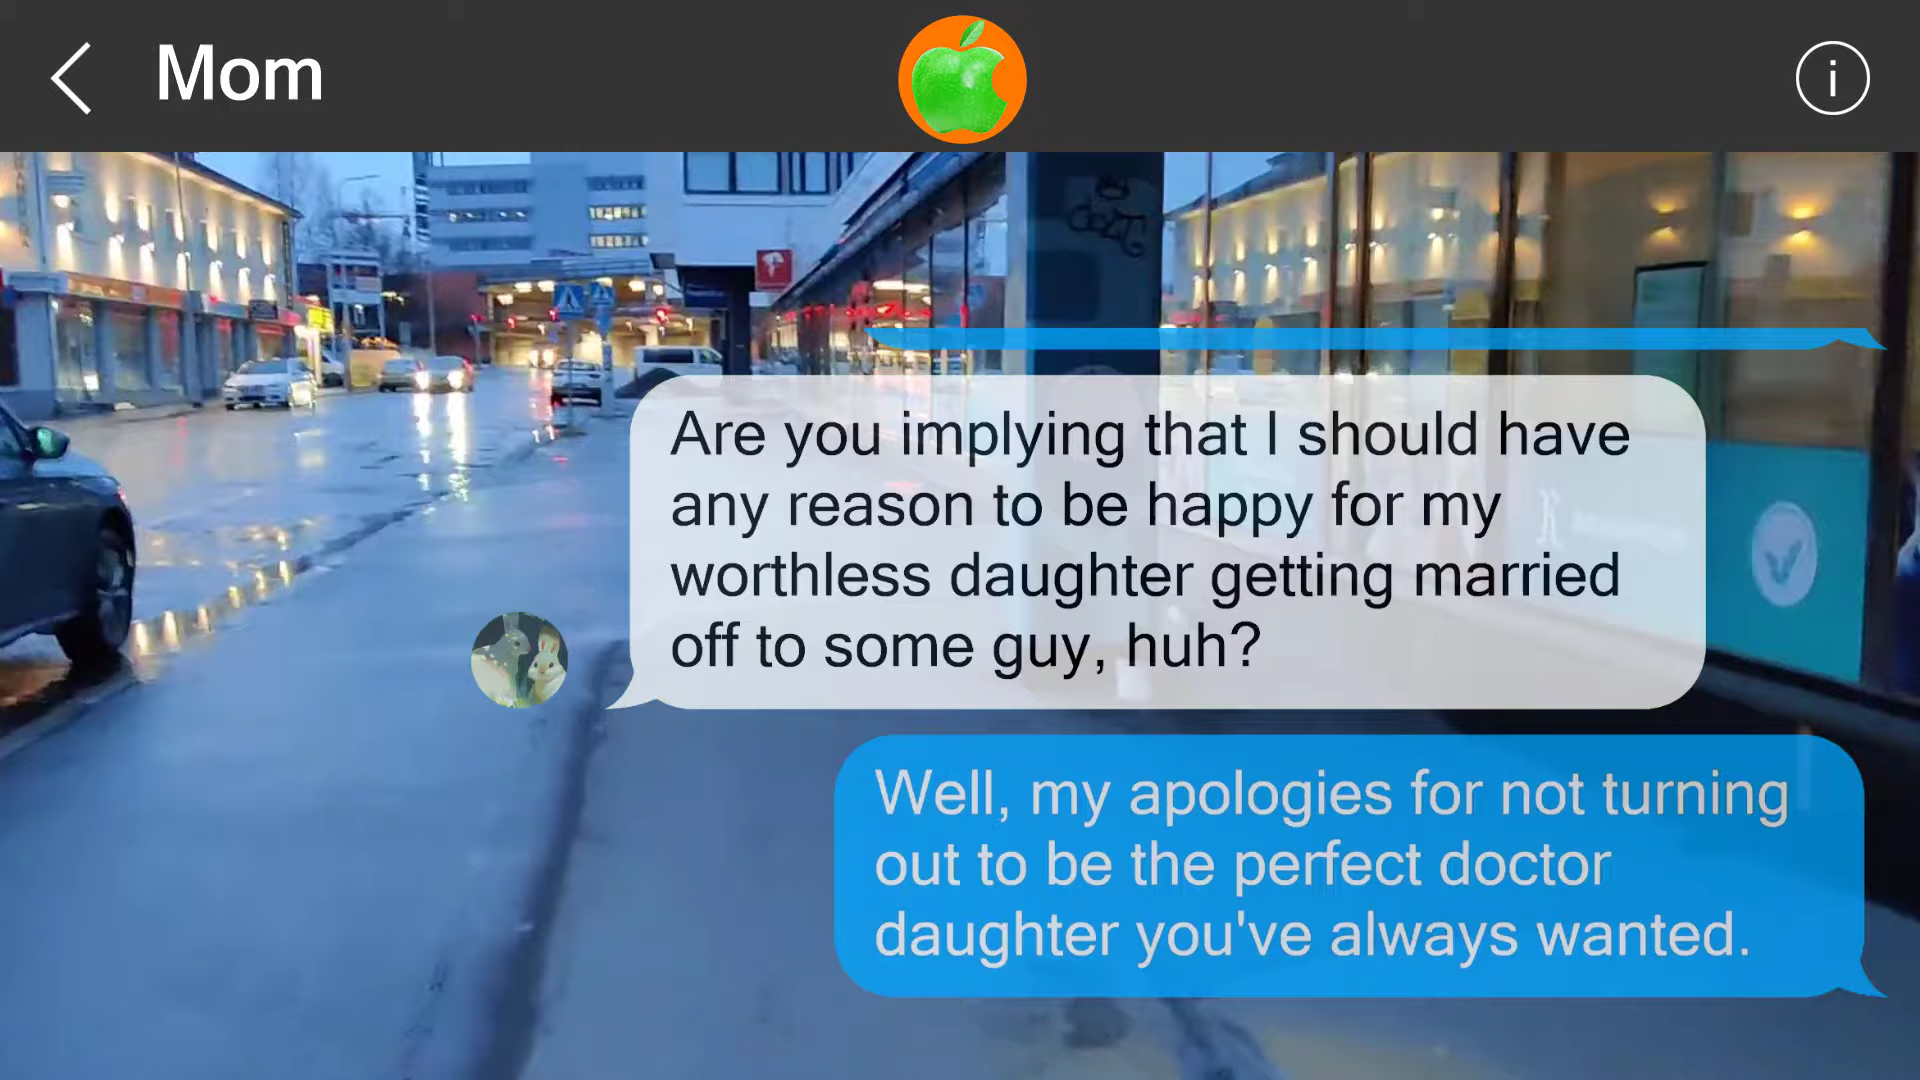 Mom
Are you implying that I should have
any reason to be happy for my
worthless daughter getting married
off to some guy, huh?
Well, my apologies for not turning
out to be the perfect doctor
daughter you've always wanted.